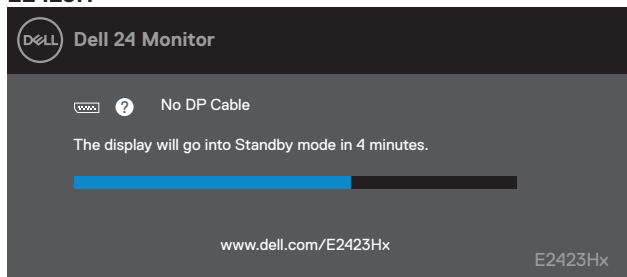 E2423H
DELL Dell 24 Monitor
? No DP Cable
The display will go into Standby mode in 4 minutes.
www.dell.com/E2423Hx
E2423Hx